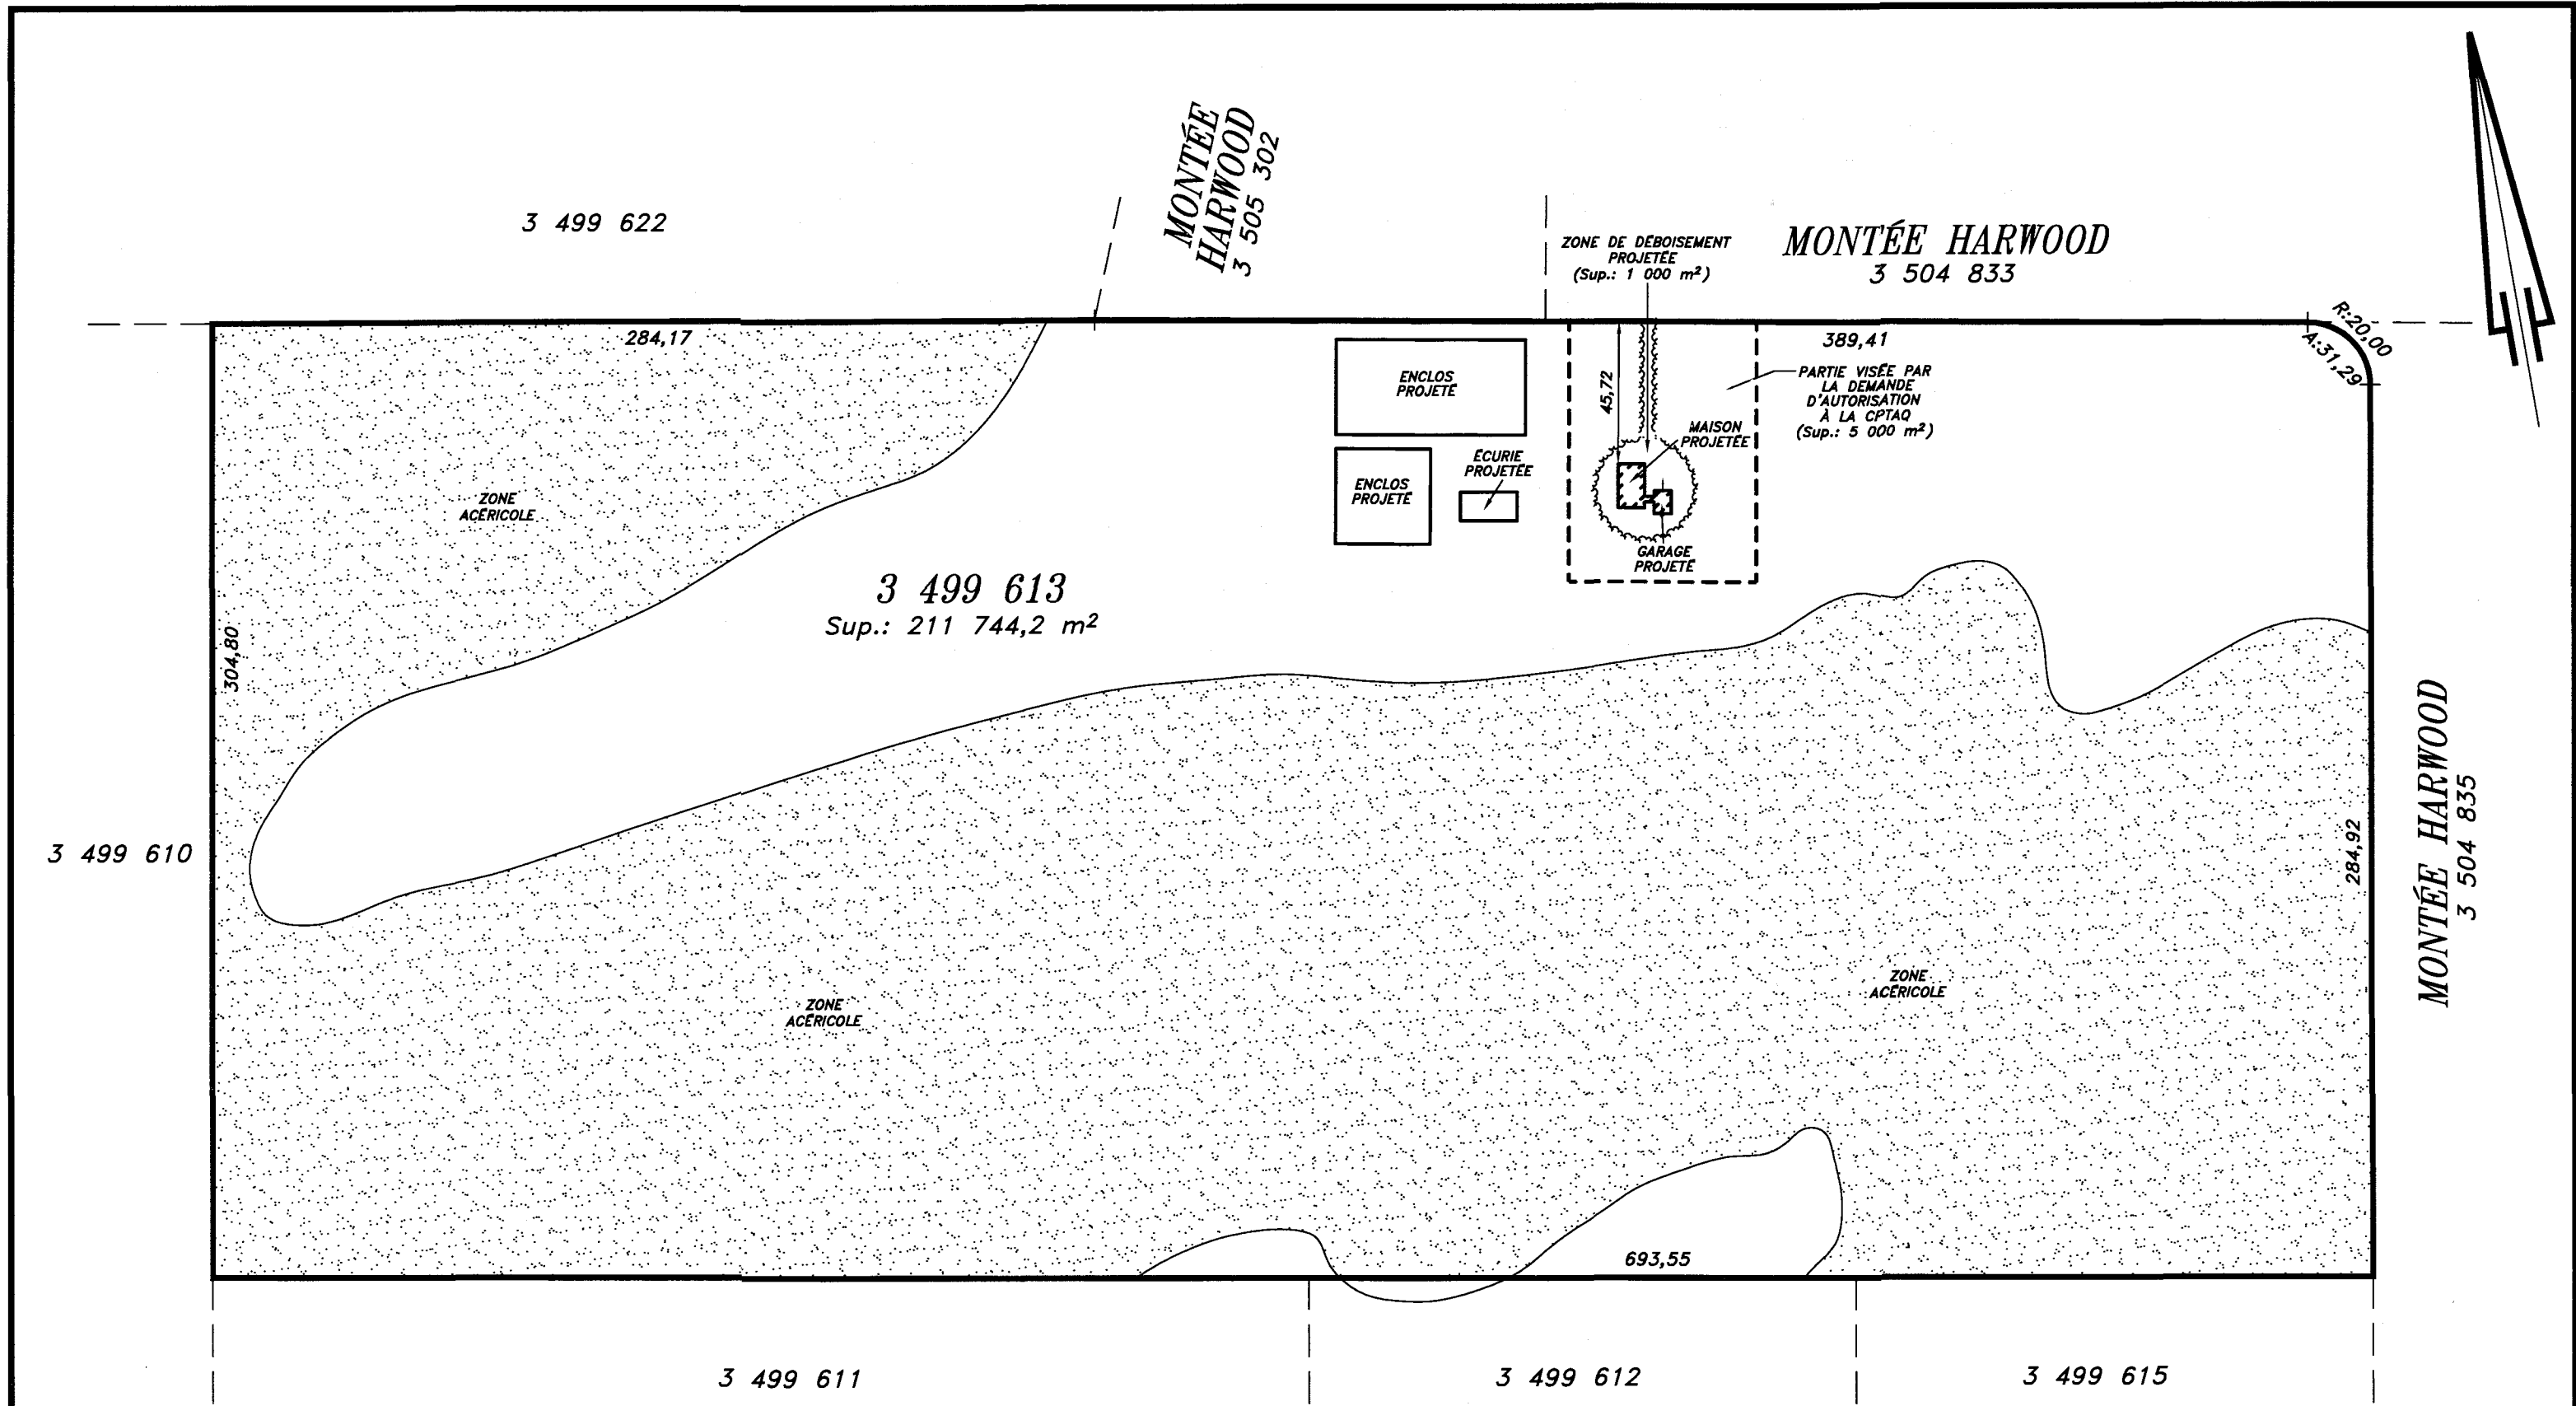 MONTÉE
HARWOOD
3 505 302
3 499 622
ZONE DE DÉBOISEMENT
PROJETÉE
(Sup.: 1 000 m²)
MONTÉE HARWOOD
3 504 833
R:20,00
A:31,29
284,17
389,41
ENCLOS
PROJETÉ
45,72
PARTIE VISÉE PAR
LA DEMANDE
D'AUTORISATION
À LA CPTAQ
(Sup.: 5 000 m²)
MAISON
PROJETÉE
ÉCURIE
PROJETÉE
ENCLOS
PROJETÉ
ZONE
ACÉRICOLE
GARAGE
PROJETÉ
3 499 613
Sup.: 211 744,2 m²
304,80
3 499 610
284,92
MONTÉE HARWOOD
3 504 835
ZONE
ACÉRICOLE
ZONE
ACÉRICOLE
693,55
3 499 611
3 499 612
3 499 615